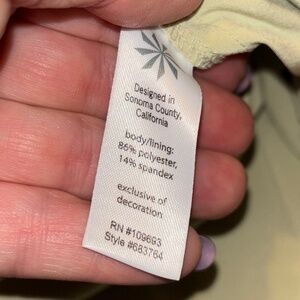 Designed in
Sonoma County,
California
body/lining:
86% polyester,
14% spandex
exclusive of
decoration
RN #109693
Style #683764